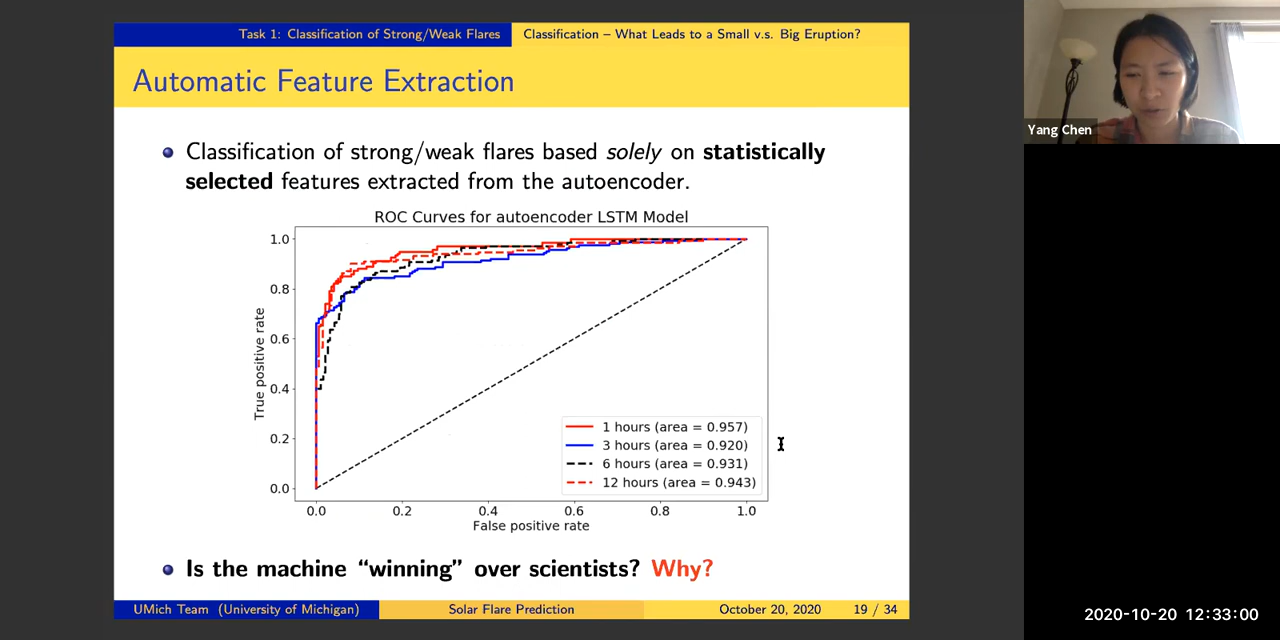 Task 1: Classification of Strong/Weak Flares
Classification – What Leads to a Small v.s. Big Eruption?
Automatic Feature Extraction
Classification of strong/weak flares based solely on statistically
selected features extracted from the autoencoder.
ROC Curves for autoencoder LSTM Model
True positive rate
1.0
0.8
0.6
0.4
0.2
0.0
1 hours (area = 0.957)
3 hours (area = 0.920)
6 hours (area = 0.931)
12 hours (area = 0.943)
0.0 0.2 0.4 0.6 0.8 1.0
False positive rate
Is the machine “winning” over scientists? Why?
UMich Team (University of Michigan)
Solar Flare Prediction
October 20, 2020
19 / 34
Yang Chen
2020-10-20 12:33:00